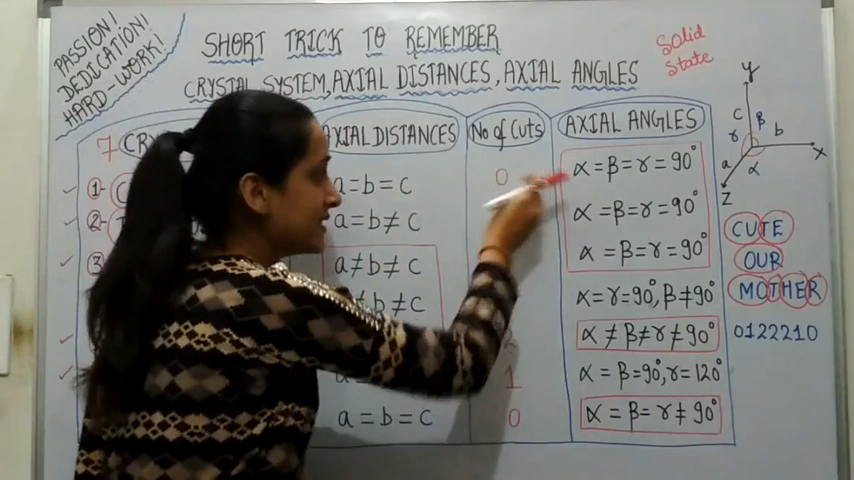 PASSION!
DEDICATION!
HARD-WORK!
SHORT TRICK TO REMEMBER
CRYSTAL SYSTEM, AXIAL DISTANCES, AXIAL ANGLES
Solid
State
7 CRY AXIAL DISTANCES No of Cuts AXIAL ANGLES
1- C a=b=c 0 α=β=γ=90°
2- T a=b≠c α=β=γ=90°
3 a≠b≠c α=β=γ=90°
≠b≠c α=γ=90°, β≠90°
2 α≠β≠γ≠90°
a= 1 α=β=90°, γ=120°
a=b=c 0 α=β=γ≠90°
Y
c β
γ b
X
a α
Z
CUTE
OUR
MOTHER
0122210